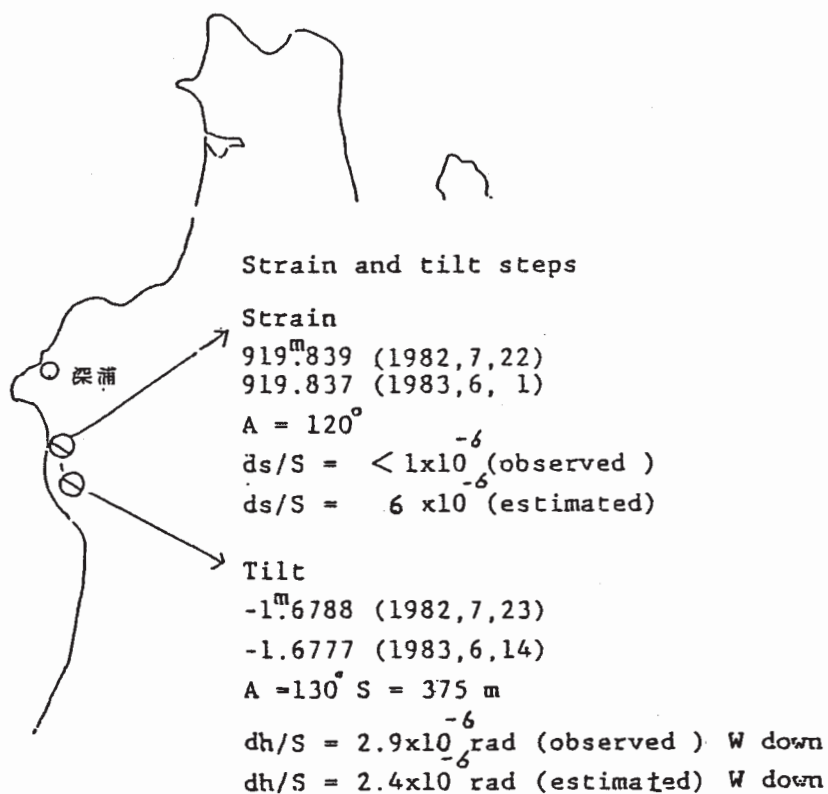 Strain and tilt steps
Strain
919ᵐ.839 (1982,7,22)
919.837 (1983,6, 1)
深浦
A = 120°
ds/S = < 1x10⁻⁶ (observed )
ds/S = 6 x10⁻⁶ (estimated)
Tilt
-1ᵐ.6788 (1982,7,23)
-1.6777 (1983,6,14)
A =130° S = 375 m
dh/S = 2.9x10⁻⁶ rad (observed ) W down
dh/S = 2.4x10⁻⁶ rad (estimated) W down